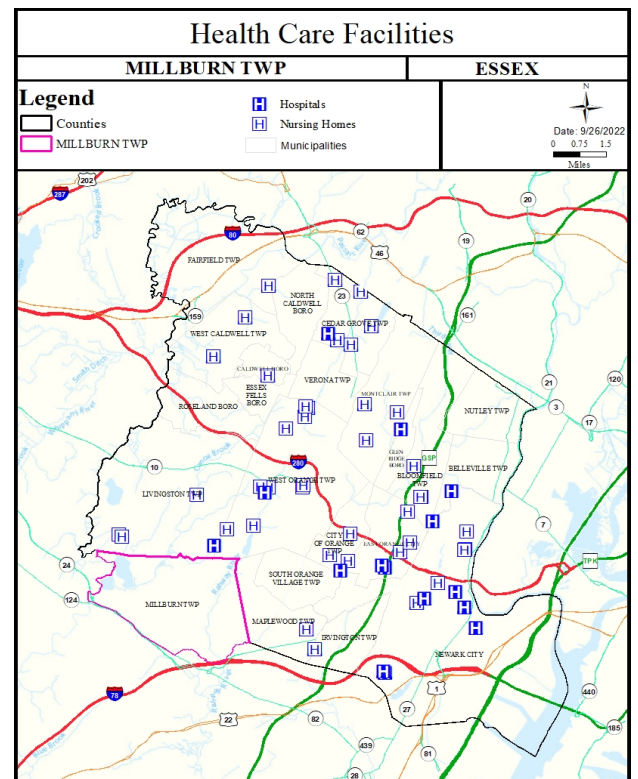 Health Care Facilities
MILLBURN TWP
ESSEX
Legend
Counties
MILLBURN TWP
H Hospitals
H Nursing Homes
Municipalities
N
Date: 9/26/2022
0 0.75 1.5
Miles
202
287
20
62
19
80
46
FAIRFIELD TWP
NORTH
CALDWELL
BORO
23
159
161
CEDAR GROVE TWP
WEST CALDWELL TWP
CALDWELL BORO
ESSEX
FELLS
BORO
VERONA TWP
21
120
MONTCLAIR TWP
ROSELAND BORO
NUTLEY TWP
3
17
GLEN
RIDGE
BORO
GSP
10
280
BELLEVILLE TWP
BLOOMFIELD
TWP
WEST ORANGE TWP
LIVINGSTON TWP
7
CITY
OF ORANGE
TWP
TPK
24
SOUTH ORANGE
VILLAGE TWP
124
MILLBURN TWP
MAPLEWOOD TWP
IRVINGTON TWP
NEWARK CITY
78
1
440
27
22
82
185
439
81
28